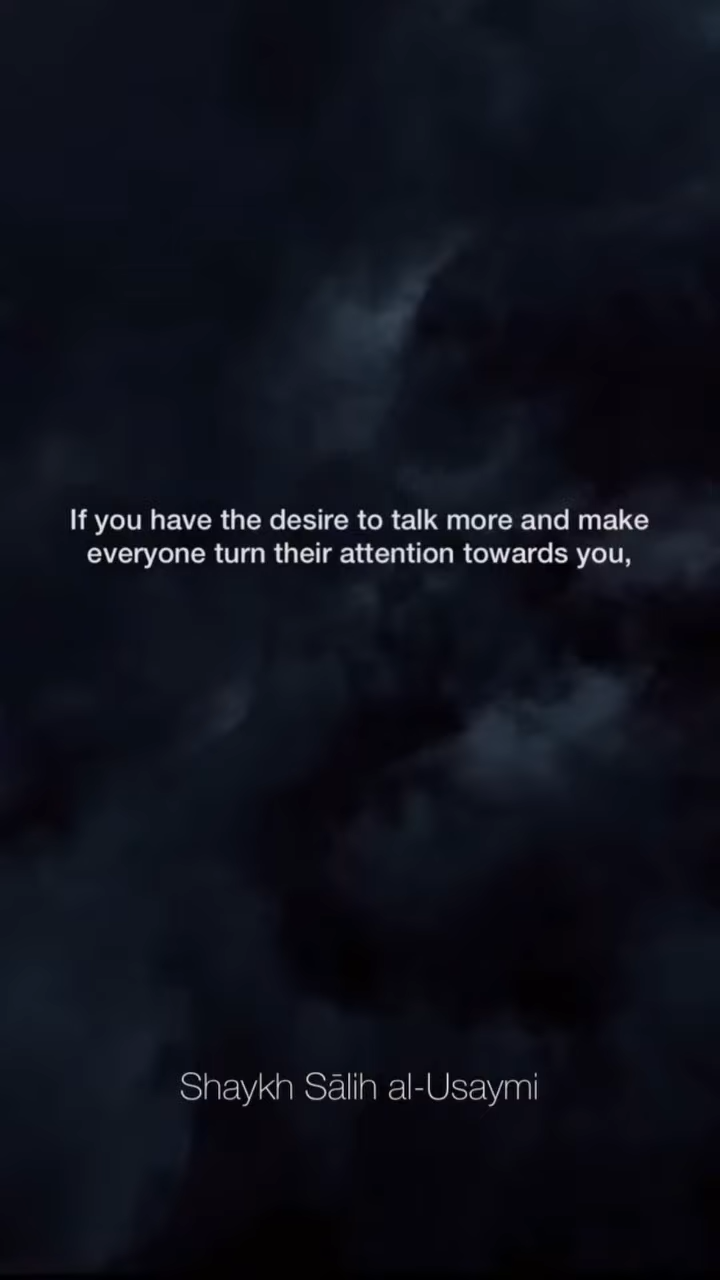 If you have the desire to talk more and make
everyone turn their attention towards you,
Shaykh Sālih al-Usaymi